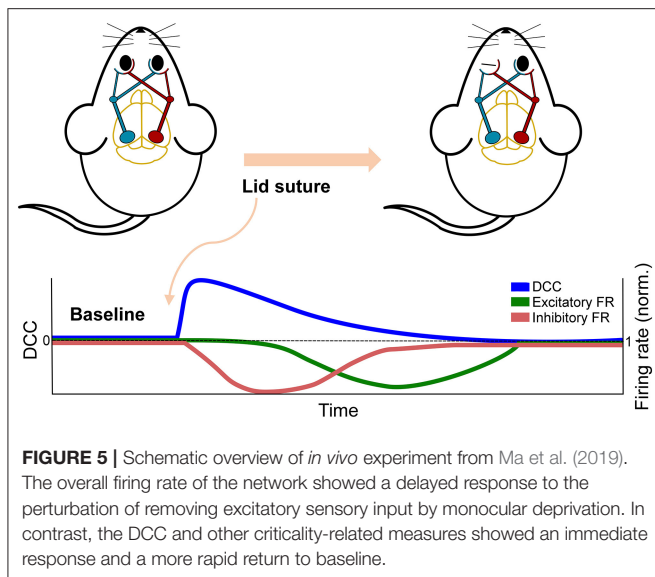 Lid suture
Baseline
DCC
Excitatory FR
Inhibitory FR
DCC
0
1
Firing rate (norm.)
Time
FIGURE 5 | Schematic overview of in vivo experiment from Ma et al. (2019).
The overall firing rate of the network showed a delayed response to the
perturbation of removing excitatory sensory input by monocular deprivation. In
contrast, the DCC and other criticality-related measures showed an immediate
response and a more rapid return to baseline.